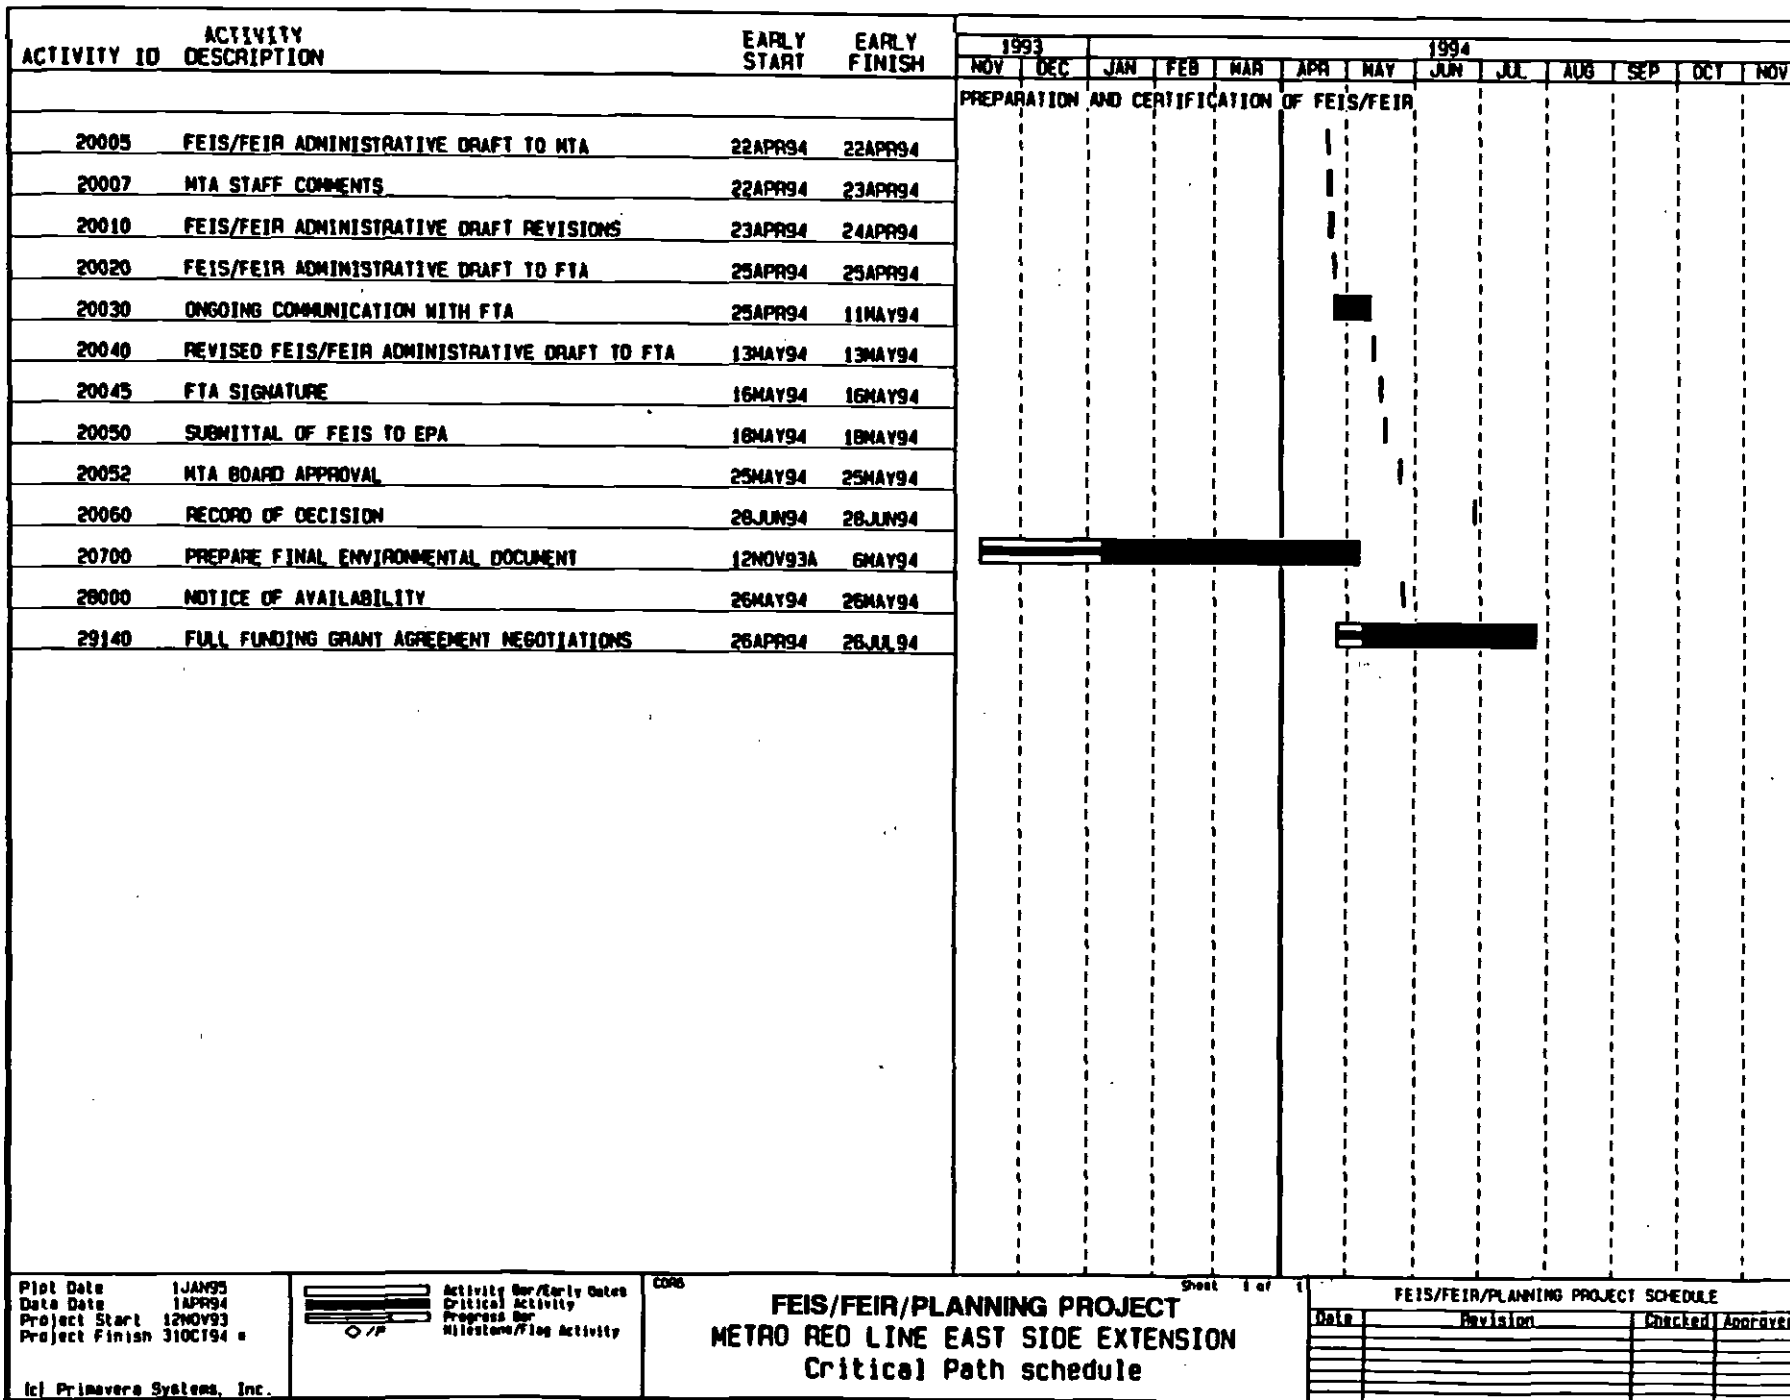 ACTIVITY ID ACTIVITY DESCRIPTION EARLY START EARLY FINISH
1993 1994
NOV DEC JAN FEB MAR APR MAY JUN JUL AUG SEP OCT NOV
PREPARATION AND CERTIFICATION OF FEIS/FEIR
20005 FEIS/FEIR ADMINISTRATIVE DRAFT TO MTA 22APR94 22APR94
20007 MTA STAFF COMMENTS 22APR94 23APR94
20010 FEIS/FEIR ADMINISTRATIVE DRAFT REVISIONS 23APR94 24APR94
20020 FEIS/FEIR ADMINISTRATIVE DRAFT TO FTA 25APR94 25APR94
20030 ONGOING COMMUNICATION WITH FTA 25APR94 11MAY94
20040 REVISED FEIS/FEIR ADMINISTRATIVE DRAFT TO FTA 13MAY94 13MAY94
20045 FTA SIGNATURE 16MAY94 16MAY94
20050 SUBMITTAL OF FEIS TO EPA 18MAY94 18MAY94
20052 MTA BOARD APPROVAL 25MAY94 25MAY94
20060 RECORD OF DECISION 28JUN94 28JUN94
20700 PREPARE FINAL ENVIRONMENTAL DOCUMENT 12NOV93A 6MAY94
28000 NOTICE OF AVAILABILITY 26MAY94 26MAY94
29140 FULL FUNDING GRANT AGREEMENT NEGOTIATIONS 26APR94 26JUL94
Plot Date 1JAN95
Data Date 1APR94
Project Start 12NOV93
Project Finish 31OCT94
(c) Primavera Systems, Inc.
Activity Bar/Early Dates
Critical Activity
Progress Bar
Milestone/Flag Activity
Sheet 1 of 1
FEIS/FEIR/PLANNING PROJECT
METRO RED LINE EAST SIDE EXTENSION
Critical Path schedule
FEIS/FEIR/PLANNING PROJECT SCHEDULE
Date Revision Checked Approved